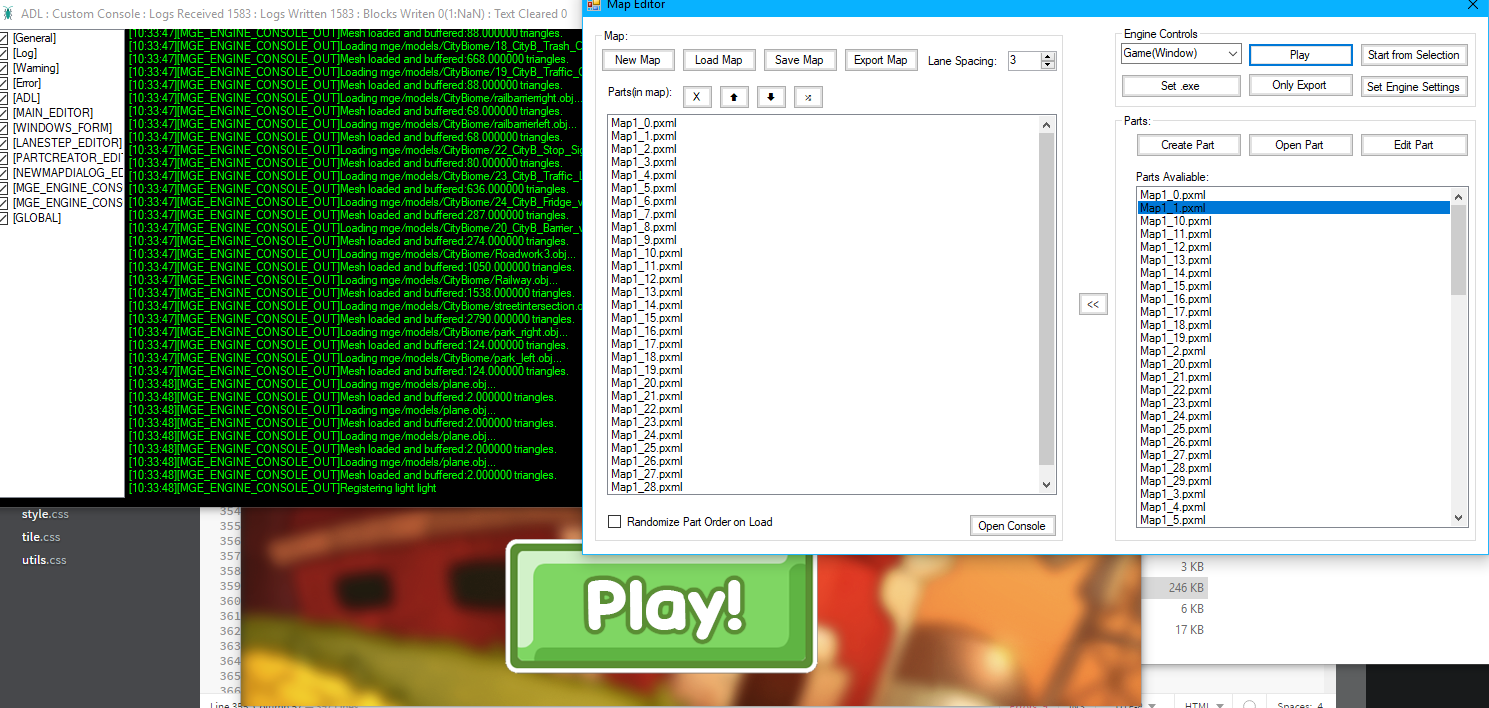 ADL : Custom Console : Logs Received 1583 : Logs Written 1583 : Blocks Writen 0(1:NaN) : Text Cleared 0
[General]
[Log]
[Warning]
[Error]
[ADL]
[MAIN_EDITOR]
[WINDOWS_FORM]
[LANESTEP_EDITOR]
[PARTCREATOR_EDIT
[NEWMAPDIALOG_ED
[MGE_ENGINE_CONS
[MGE_ENGINE_CONS
[GLOBAL]
[10:33:47][MGE_ENGINE_CONSOLE_OUT]Mesh loaded and buffered:88.000000 triangles.
[10:33:47][MGE_ENGINE_CONSOLE_OUT]Loading mge/models/CityBiome/18_CityB_Trash_C
[10:33:47][MGE_ENGINE_CONSOLE_OUT]Mesh loaded and buffered:668.000000 triangles.
[10:33:47][MGE_ENGINE_CONSOLE_OUT]Loading mge/models/CityBiome/19_CityB_Traffic_C
[10:33:47][MGE_ENGINE_CONSOLE_OUT]Mesh loaded and buffered:88.000000 triangles.
[10:33:47][MGE_ENGINE_CONSOLE_OUT]Loading mge/models/CityBiome/railbarrierright.obj...
[10:33:47][MGE_ENGINE_CONSOLE_OUT]Mesh loaded and buffered:68.000000 triangles.
[10:33:47][MGE_ENGINE_CONSOLE_OUT]Loading mge/models/CityBiome/railbarrierleft.obj...
[10:33:47][MGE_ENGINE_CONSOLE_OUT]Mesh loaded and buffered:68.000000 triangles.
[10:33:47][MGE_ENGINE_CONSOLE_OUT]Loading mge/models/CityBiome/22_CityB_Stop_Sig
[10:33:47][MGE_ENGINE_CONSOLE_OUT]Mesh loaded and buffered:80.000000 triangles.
[10:33:47][MGE_ENGINE_CONSOLE_OUT]Loading mge/models/CityBiome/23_CityB_Traffic_L
[10:33:47][MGE_ENGINE_CONSOLE_OUT]Mesh loaded and buffered:636.000000 triangles.
[10:33:47][MGE_ENGINE_CONSOLE_OUT]Loading mge/models/CityBiome/24_CityB_Fridge_v
[10:33:47][MGE_ENGINE_CONSOLE_OUT]Mesh loaded and buffered:287.000000 triangles.
[10:33:47][MGE_ENGINE_CONSOLE_OUT]Loading mge/models/CityBiome/20_CityB_Barrier_v
[10:33:47][MGE_ENGINE_CONSOLE_OUT]Mesh loaded and buffered:274.000000 triangles.
[10:33:47][MGE_ENGINE_CONSOLE_OUT]Loading mge/models/CityBiome/Roadwork3.obj...
[10:33:47][MGE_ENGINE_CONSOLE_OUT]Mesh loaded and buffered:1050.000000 triangles.
[10:33:47][MGE_ENGINE_CONSOLE_OUT]Loading mge/models/CityBiome/Railway.obj...
[10:33:47][MGE_ENGINE_CONSOLE_OUT]Mesh loaded and buffered:1538.000000 triangles.
[10:33:47][MGE_ENGINE_CONSOLE_OUT]Loading mge/models/CityBiome/streetintersection.o
[10:33:47][MGE_ENGINE_CONSOLE_OUT]Mesh loaded and buffered:2790.000000 triangles.
[10:33:47][MGE_ENGINE_CONSOLE_OUT]Loading mge/models/CityBiome/park_right.obj...
[10:33:47][MGE_ENGINE_CONSOLE_OUT]Mesh loaded and buffered:124.000000 triangles.
[10:33:47][MGE_ENGINE_CONSOLE_OUT]Loading mge/models/CityBiome/park_left.obj...
[10:33:47][MGE_ENGINE_CONSOLE_OUT]Mesh loaded and buffered:124.000000 triangles.
[10:33:48][MGE_ENGINE_CONSOLE_OUT]Loading mge/models/plane.obj...
[10:33:48][MGE_ENGINE_CONSOLE_OUT]Mesh loaded and buffered:2.000000 triangles.
[10:33:48][MGE_ENGINE_CONSOLE_OUT]Loading mge/models/plane.obj...
[10:33:48][MGE_ENGINE_CONSOLE_OUT]Mesh loaded and buffered:2.000000 triangles.
[10:33:48][MGE_ENGINE_CONSOLE_OUT]Loading mge/models/plane.obj...
[10:33:48][MGE_ENGINE_CONSOLE_OUT]Mesh loaded and buffered:2.000000 triangles.
[10:33:48][MGE_ENGINE_CONSOLE_OUT]Loading mge/models/plane.obj...
[10:33:48][MGE_ENGINE_CONSOLE_OUT]Mesh loaded and buffered:2.000000 triangles.
[10:33:48][MGE_ENGINE_CONSOLE_OUT]Registering light light
Map Editor
Map:
New Map Load Map Save Map Export Map Lane Spacing: 3
Parts(in map): X
Map1_0.pxml
Map1_1.pxml
Map1_2.pxml
Map1_3.pxml
Map1_4.pxml
Map1_5.pxml
Map1_6.pxml
Map1_7.pxml
Map1_8.pxml
Map1_9.pxml
Map1_10.pxml
Map1_11.pxml
Map1_12.pxml
Map1_13.pxml
Map1_14.pxml
Map1_15.pxml
Map1_16.pxml
Map1_17.pxml
Map1_18.pxml
Map1_19.pxml
Map1_20.pxml
Map1_21.pxml
Map1_22.pxml
Map1_23.pxml
Map1_24.pxml
Map1_25.pxml
Map1_26.pxml
Map1_27.pxml
Map1_28.pxml
Randomize Part Order on Load
Open Console
<<
Engine Controls
Game(Window) Play Start from Selection
Set .exe Only Export Set Engine Settings
Parts:
Create Part Open Part Edit Part
Parts Avaliable:
Map1_0.pxml
Map1_1.pxml
Map1_10.pxml
Map1_11.pxml
Map1_12.pxml
Map1_13.pxml
Map1_14.pxml
Map1_15.pxml
Map1_16.pxml
Map1_17.pxml
Map1_18.pxml
Map1_19.pxml
Map1_2.pxml
Map1_20.pxml
Map1_21.pxml
Map1_22.pxml
Map1_23.pxml
Map1_24.pxml
Map1_25.pxml
Map1_26.pxml
Map1_27.pxml
Map1_28.pxml
Map1_29.pxml
Map1_3.pxml
Map1_4.pxml
Map1_5.pxml
style.css
tile.css
utils.css
354
355
356
357
358
359
360
361
362
363
364
365
366
Play!
3 KB
246 KB
6 KB
17 KB
HTML
Spaces: 4